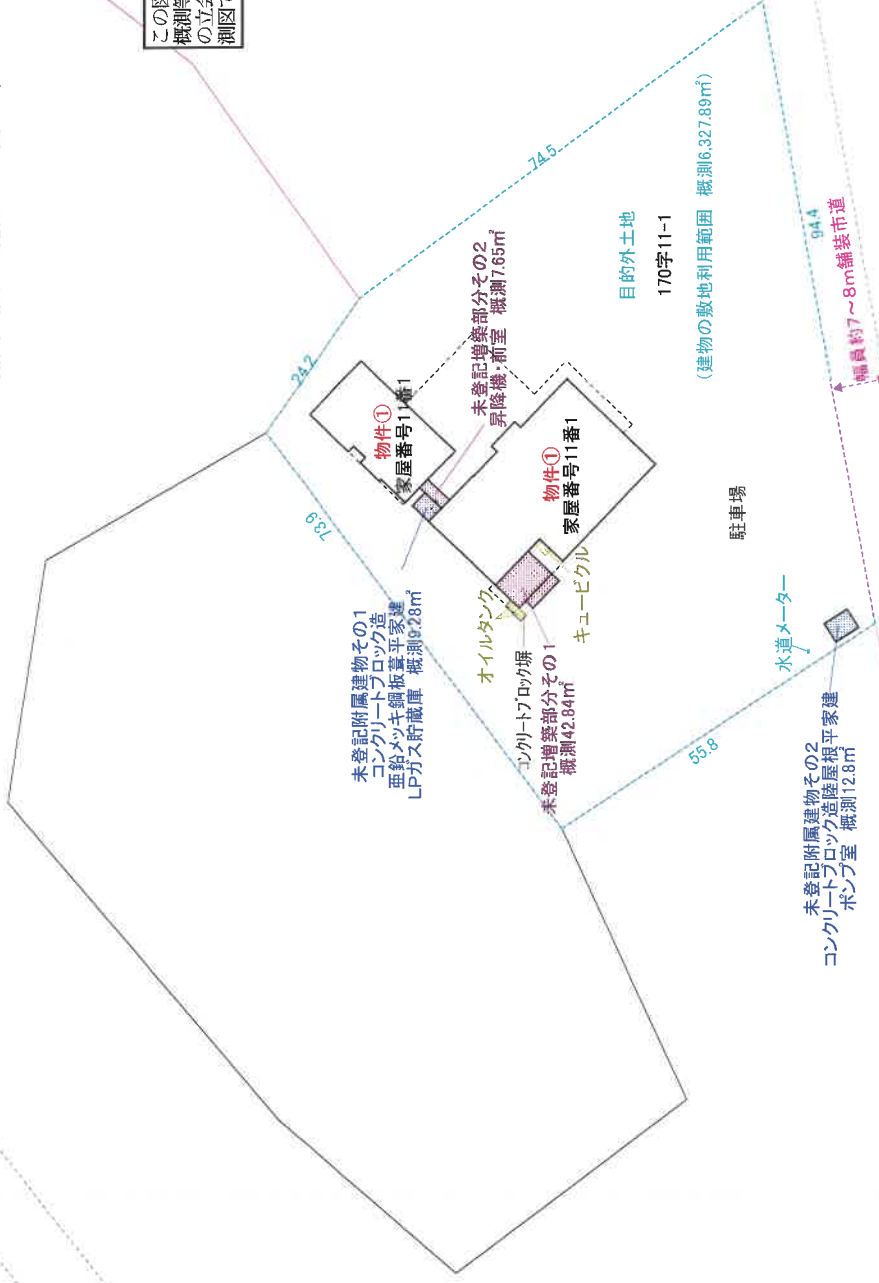 この図
概測等
の立会
測図で
74.5
24.2
73.9
物件①
家屋番号11番1
未登記増築部分その2
昇降機・前室　概測7.65㎡
目的外土地
170字11-1
(建物の敷地利用範囲　概測6,327.89㎡)
94.4
幅員約7～8m舗装市道
物件①
家屋番号11番1
駐車場
未登記附属建物その1
コンクリートブロック造
亜鉛メッキ鋼板葺平家建
LPガス貯蔵庫　概測9.28㎡
オイルタンク
キュービクル
コンクリートブロック塀
未登記増築部分その1
概測42.84㎡
水道メーター
55.8
未登記附属建物その2
コンクリートブロック造陸屋根平家建
ポンプ室　概測12.8㎡